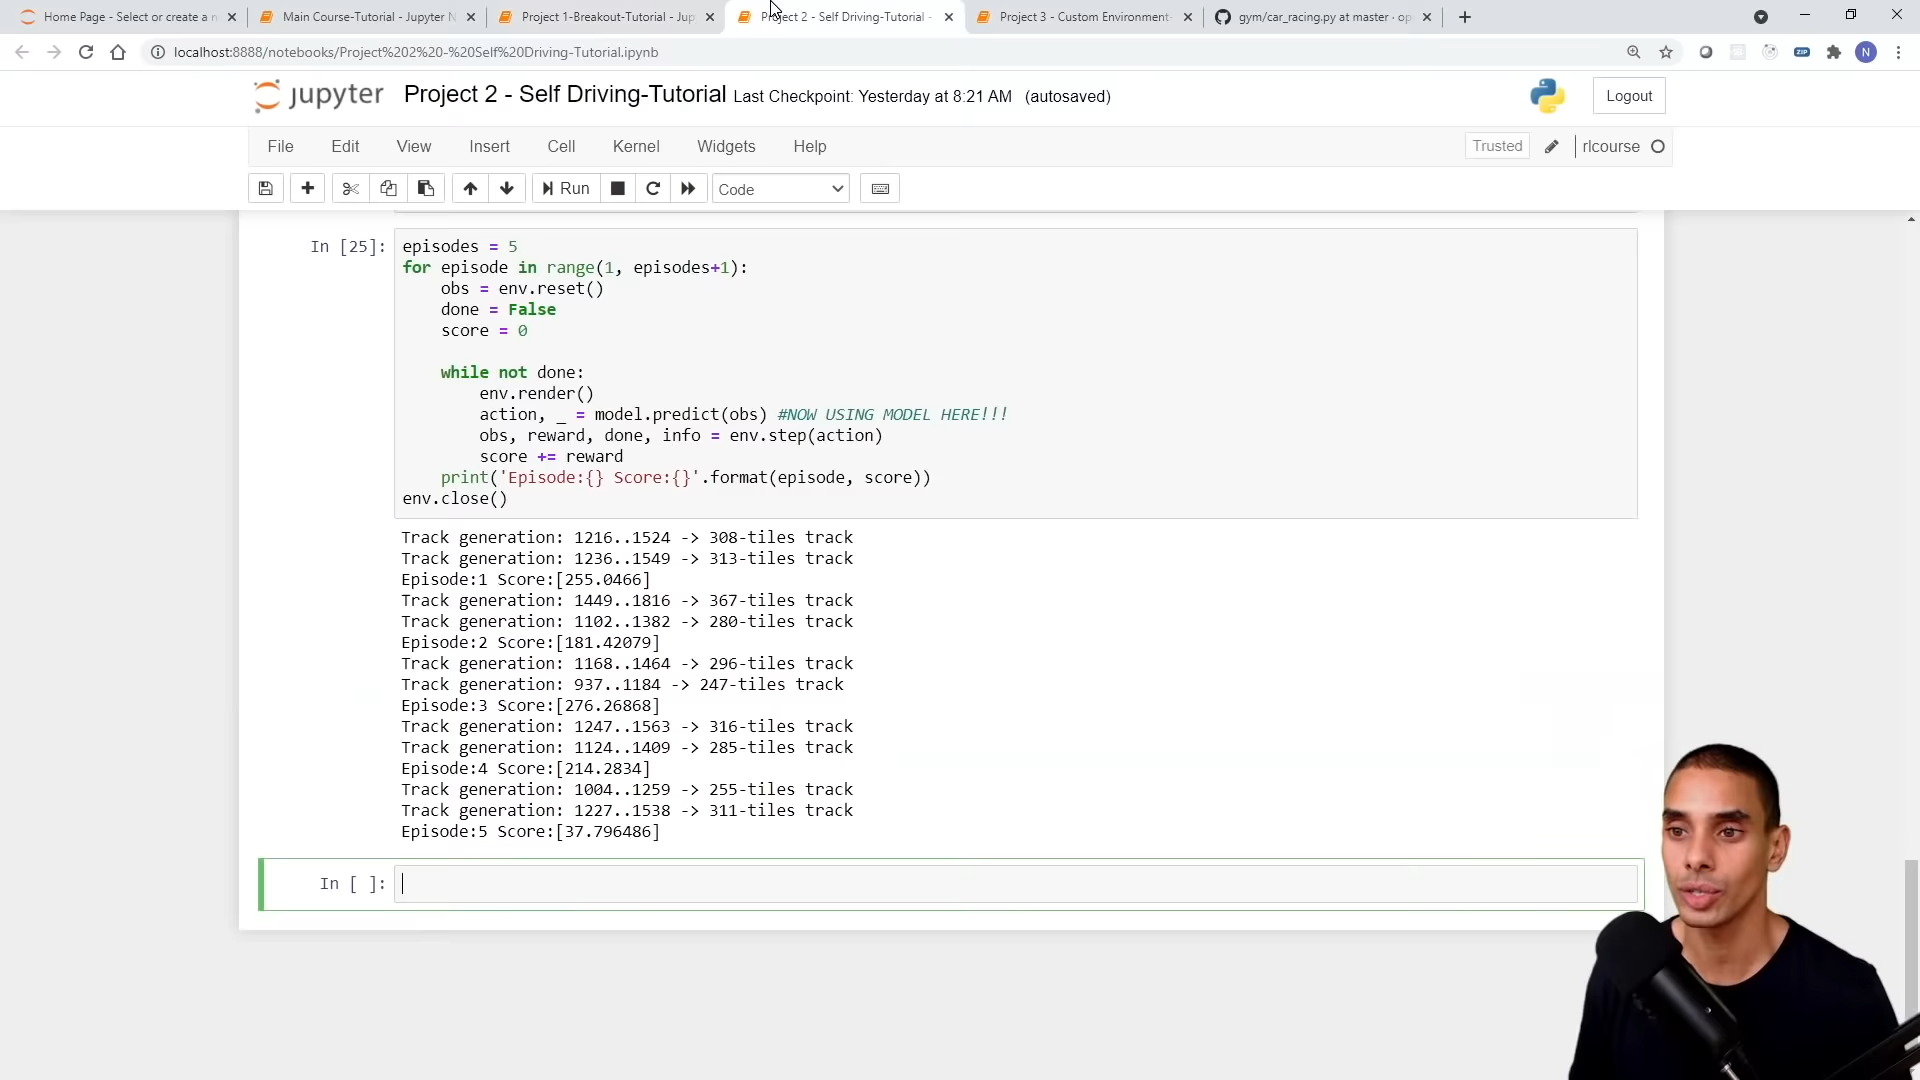 Home Page - Select or create a n
Main Course-Tutorial - Jupyter N
Project 1-Breakout-Tutorial - Jup
Project 2 - Self Driving-Tutorial -
Project 3 - Custom Environment-
gym/car_racing.py at master · op
localhost:8888/notebooks/Project%202%20-%20Self%20Driving-Tutorial.ipynb
ZIP
N
jupyter Project 2 - Self Driving-Tutorial Last Checkpoint: Yesterday at 8:21 AM (autosaved)
Logout
File Edit View Insert Cell Kernel Widgets Help
Trusted
rlcourse
Run
Code
In [25]:
episodes = 5
for episode in range(1, episodes+1):
    obs = env.reset()
    done = False
    score = 0
    while not done:
        env.render()
        action, _ = model.predict(obs) #NOW USING MODEL HERE!!!
        obs, reward, done, info = env.step(action)
        score += reward
    print('Episode:{} Score:{}'.format(episode, score))
env.close()
Track generation: 1216..1524 -> 308-tiles track
Track generation: 1236..1549 -> 313-tiles track
Episode:1 Score:[255.0466]
Track generation: 1449..1816 -> 367-tiles track
Track generation: 1102..1382 -> 280-tiles track
Episode:2 Score:[181.42079]
Track generation: 1168..1464 -> 296-tiles track
Track generation: 937..1184 -> 247-tiles track
Episode:3 Score:[276.26868]
Track generation: 1247..1563 -> 316-tiles track
Track generation: 1124..1409 -> 285-tiles track
Episode:4 Score:[214.2834]
Track generation: 1004..1259 -> 255-tiles track
Track generation: 1227..1538 -> 311-tiles track
Episode:5 Score:[37.796486]
In [ ]: